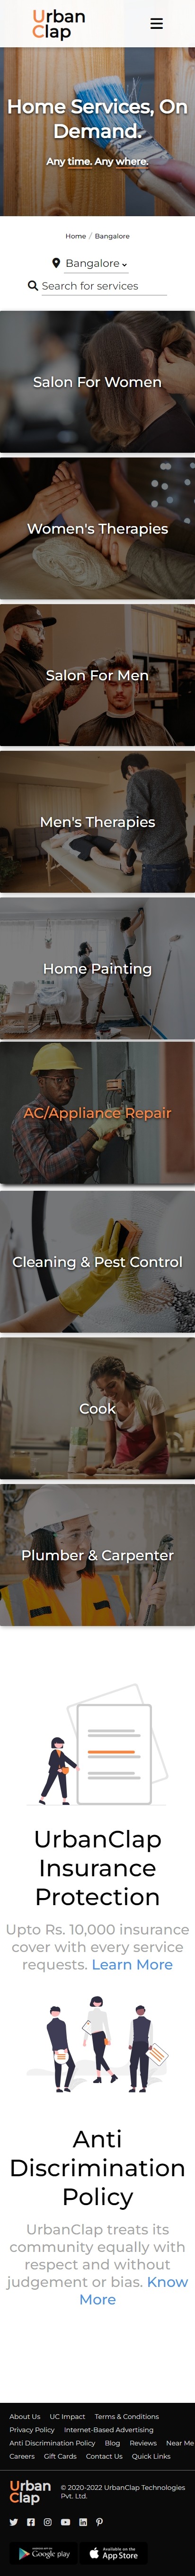 Urban
Clap
Home Services, On
Demand.
Any time. Any where.
Home / Bangalore
Bangalore
Search for services
Salon For Women
Women's Therapies
Salon For Men
Men's Therapies
Home Painting
AC/Appliance Repair
Cleaning & Pest Control
Cook
Plumber & Carpenter
UrbanClap
Insurance
Protection
Upto Rs. 10,000 insurance
cover with every service
requests. Learn More
Anti
Discrimination
Policy
UrbanClap treats its
community equally with
respect and without
judgement or bias. Know
More
About Us UC Impact Terms & Conditions
Privacy Policy Internet-Based Advertising
Anti Discrimination Policy Blog Reviews Near Me
Careers Gift Cards Contact Us Quick Links
Urban
Clap
© 2020-2022 UrbanClap Technologies
Pvt. Ltd.
Google play
Available on the
App Store